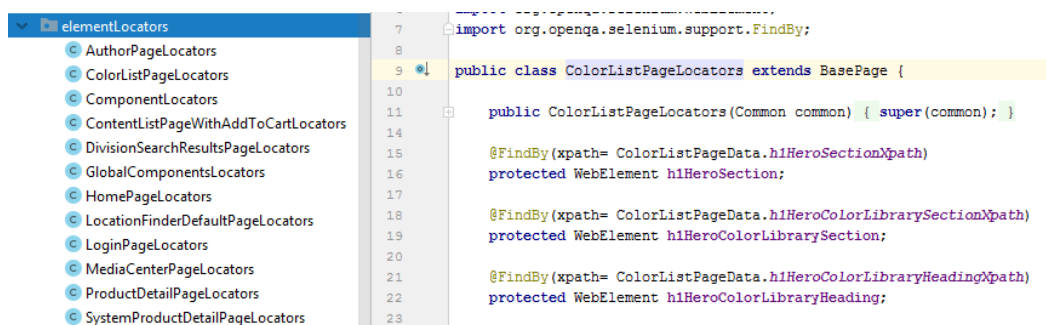 elementLocators
AuthorPageLocators
ColorListPageLocators
ComponentLocators
ContentListPageWithAddToCartLocators
DivisionSearchResultsPageLocators
GlobalComponentsLocators
HomePageLocators
LocationFinderDefaultPageLocators
LoginPageLocators
MediaCenterPageLocators
ProductDetailPageLocators
SystemProductDetailPageLocators
7 import org.openqa.selenium.support.FindBy;
8
9 public class ColorListPageLocators extends BasePage {
10
11 public ColorListPageLocators(Common common) { super(common); }
14
15 @FindBy(xpath= ColorListPageData.h1HeroSectionXpath)
16 protected WebElement h1HeroSection;
17
18 @FindBy(xpath= ColorListPageData.h1HeroColorLibrarySectionXpath)
19 protected WebElement h1HeroColorLibrarySection;
20
21 @FindBy(xpath= ColorListPageData.h1HeroColorLibraryHeadingXpath)
22 protected WebElement h1HeroColorLibraryHeading;
23